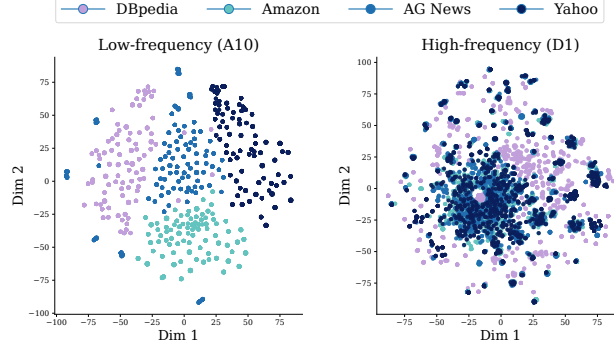 DBpedia Amazon AG News Yahoo
Low-frequency (A10)
High-frequency (D1)
Dim 2
75
50
25
0
−25
−50
−75
−100
−100 −75 −50 −25 0 25 50 75
Dim 1
Dim 2
100
75
50
25
0
−25
−50
−75
−75 −50 −25 0 25 50 75
Dim 1